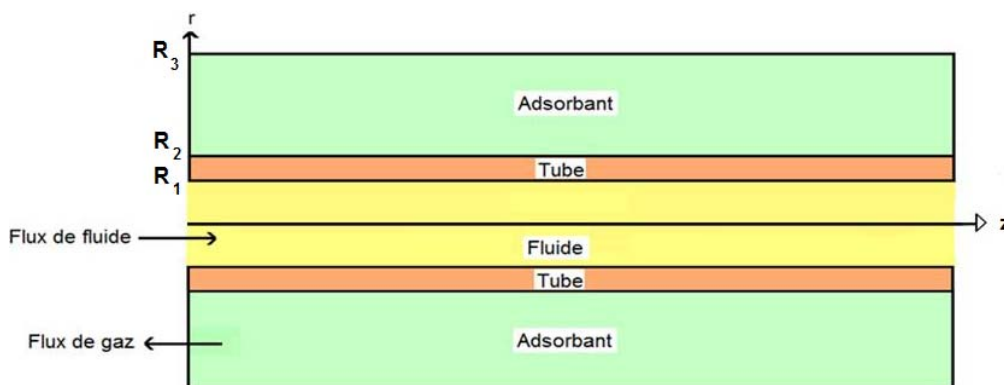 r
R3
Adsorbant
R2
Tube
R1
z
Flux de fluide
Fluide
Tube
Flux de gaz
Adsorbant